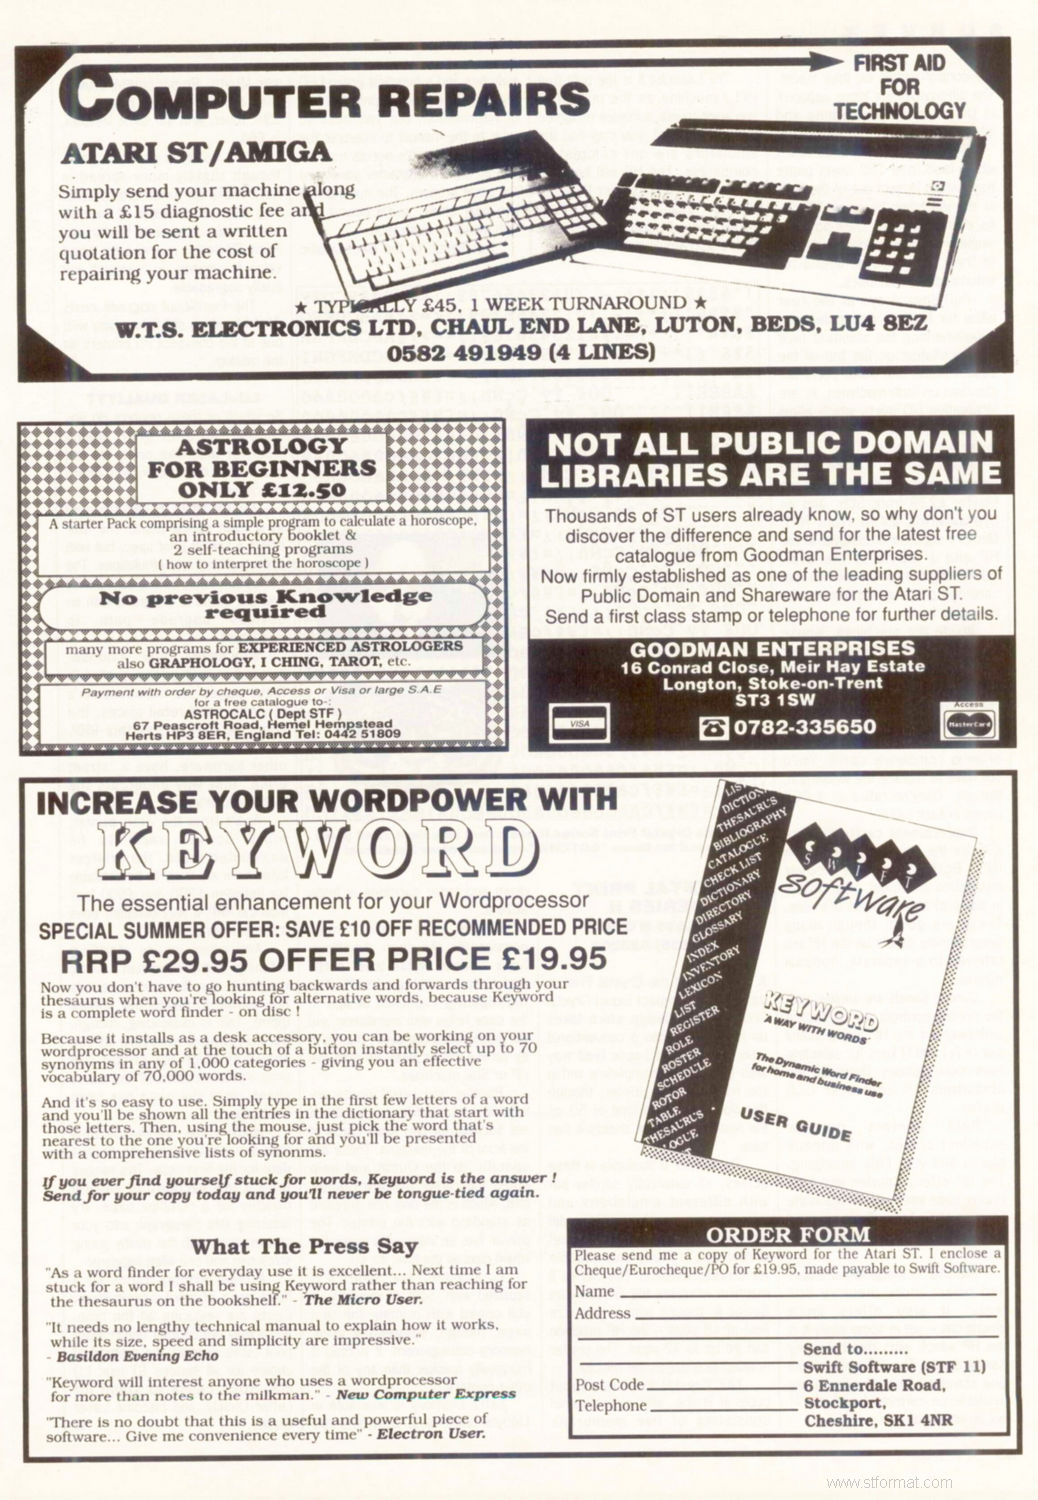 COMPUTER REPAIRS
FIRST AID
FOR
TECHNOLOGY
ATARI ST/AMIGA
Simply send your machine along
with a £15 diagnostic fee and
you will be sent a written
quotation for the cost of
repairing your machine.
★ TYPICALLY £45, 1 WEEK TURNAROUND ★
W.T.S. ELECTRONICS LTD, CHAUL END LANE, LUTON, BEDS, LU4 8EZ
0582 491949 (4 LINES)
ASTROLOGY
FOR BEGINNERS
ONLY £12.50
A starter Pack comprising a simple program to calculate a horoscope,
an introductory booklet &
2 self-teaching programs
( how to interpret the horoscope )
No previous Knowledge
required
many more programs for EXPERIENCED ASTROLOGERS
also GRAPHOLOGY, I CHING, TAROT, etc.
Payment with order by cheque, Access or Visa or large S.A.E
for a free catalogue to-:
ASTROCALC ( Dept STF )
67 Peascroft Road, Hemel Hempstead
Herts HP3 8ER, England Tel: 0442 51809
NOT ALL PUBLIC DOMAIN
LIBRARIES ARE THE SAME
Thousands of ST users already know, so why don't you
discover the difference and send for the latest free
catalogue from Goodman Enterprises.
Now firmly established as one of the leading suppliers of
Public Domain and Shareware for the Atari ST.
Send a first class stamp or telephone for further details.
GOODMAN ENTERPRISES
16 Conrad Close, Meir Hay Estate
Longton, Stoke-on-Trent
ST3 1SW
VISA
☎ 0782-335650
Access
MasterCard
INCREASE YOUR WORDPOWER WITH
KEYWORD
The essential enhancement for your Wordprocessor
SPECIAL SUMMER OFFER: SAVE £10 OFF RECOMMENDED PRICE
RRP £29.95 OFFER PRICE £19.95
Now you don't have to go hunting backwards and forwards through your
thesaurus when you're looking for alternative words, because Keyword
is a complete word finder - on disc !
Because it installs as a desk accessory, you can be working on your
wordprocessor and at the touch of a button instantly select up to 70
synonyms in any of 1,000 categories - giving you an effective
vocabulary of 70,000 words.
And it's so easy to use. Simply type in the first few letters of a word
and you'll be shown all the entries in the dictionary that start with
those letters. Then, using the mouse, just pick the word that's
nearest to the one you're looking for and you'll be presented
with a comprehensive lists of synonms.
If you ever find yourself stuck for words, Keyword is the answer !
Send for your copy today and you'll never be tongue-tied again.
What The Press Say
"As a word finder for everyday use it is excellent... Next time I am
stuck for a word I shall be using Keyword rather than reaching for
the thesaurus on the bookshelf." - The Micro User.
"It needs no lengthy technical manual to explain how it works,
while its size, speed and simplicity are impressive."
- Basildon Evening Echo
"Keyword will interest anyone who uses a wordprocessor
for more than notes to the milkman." - New Computer Express
"There is no doubt that this is a useful and powerful piece of
software... Give me convenience every time" - Electron User.
LIS
DICTION
THESAURUS
BIBLIOGRAPHY
CATALOGUE
CHECK LIST
DICTIONARY
DIRECTORY
GLOSSARY
INDEX
INVENTORY
LEXICON
LIST
REGISTER
ROLE
ROSTER
SCHEDULE
ROTOR
TABLE
THESAURUS
LOGUE
SWIFT
software
KEYWORD
'A WAY WITH WORDS'
The Dynamic Word Finder
for home and business use
USER GUIDE
ORDER FORM
Please send me a copy of Keyword for the Atari ST. I enclose a
Cheque/Eurocheque/PO for £19.95, made payable to Swift Software.
Name
Address
Post Code
Telephone
Send to.........
Swift Software (STF 11)
6 Ennerdale Road,
Stockport,
Cheshire, SK1 4NR
www.stformat.com